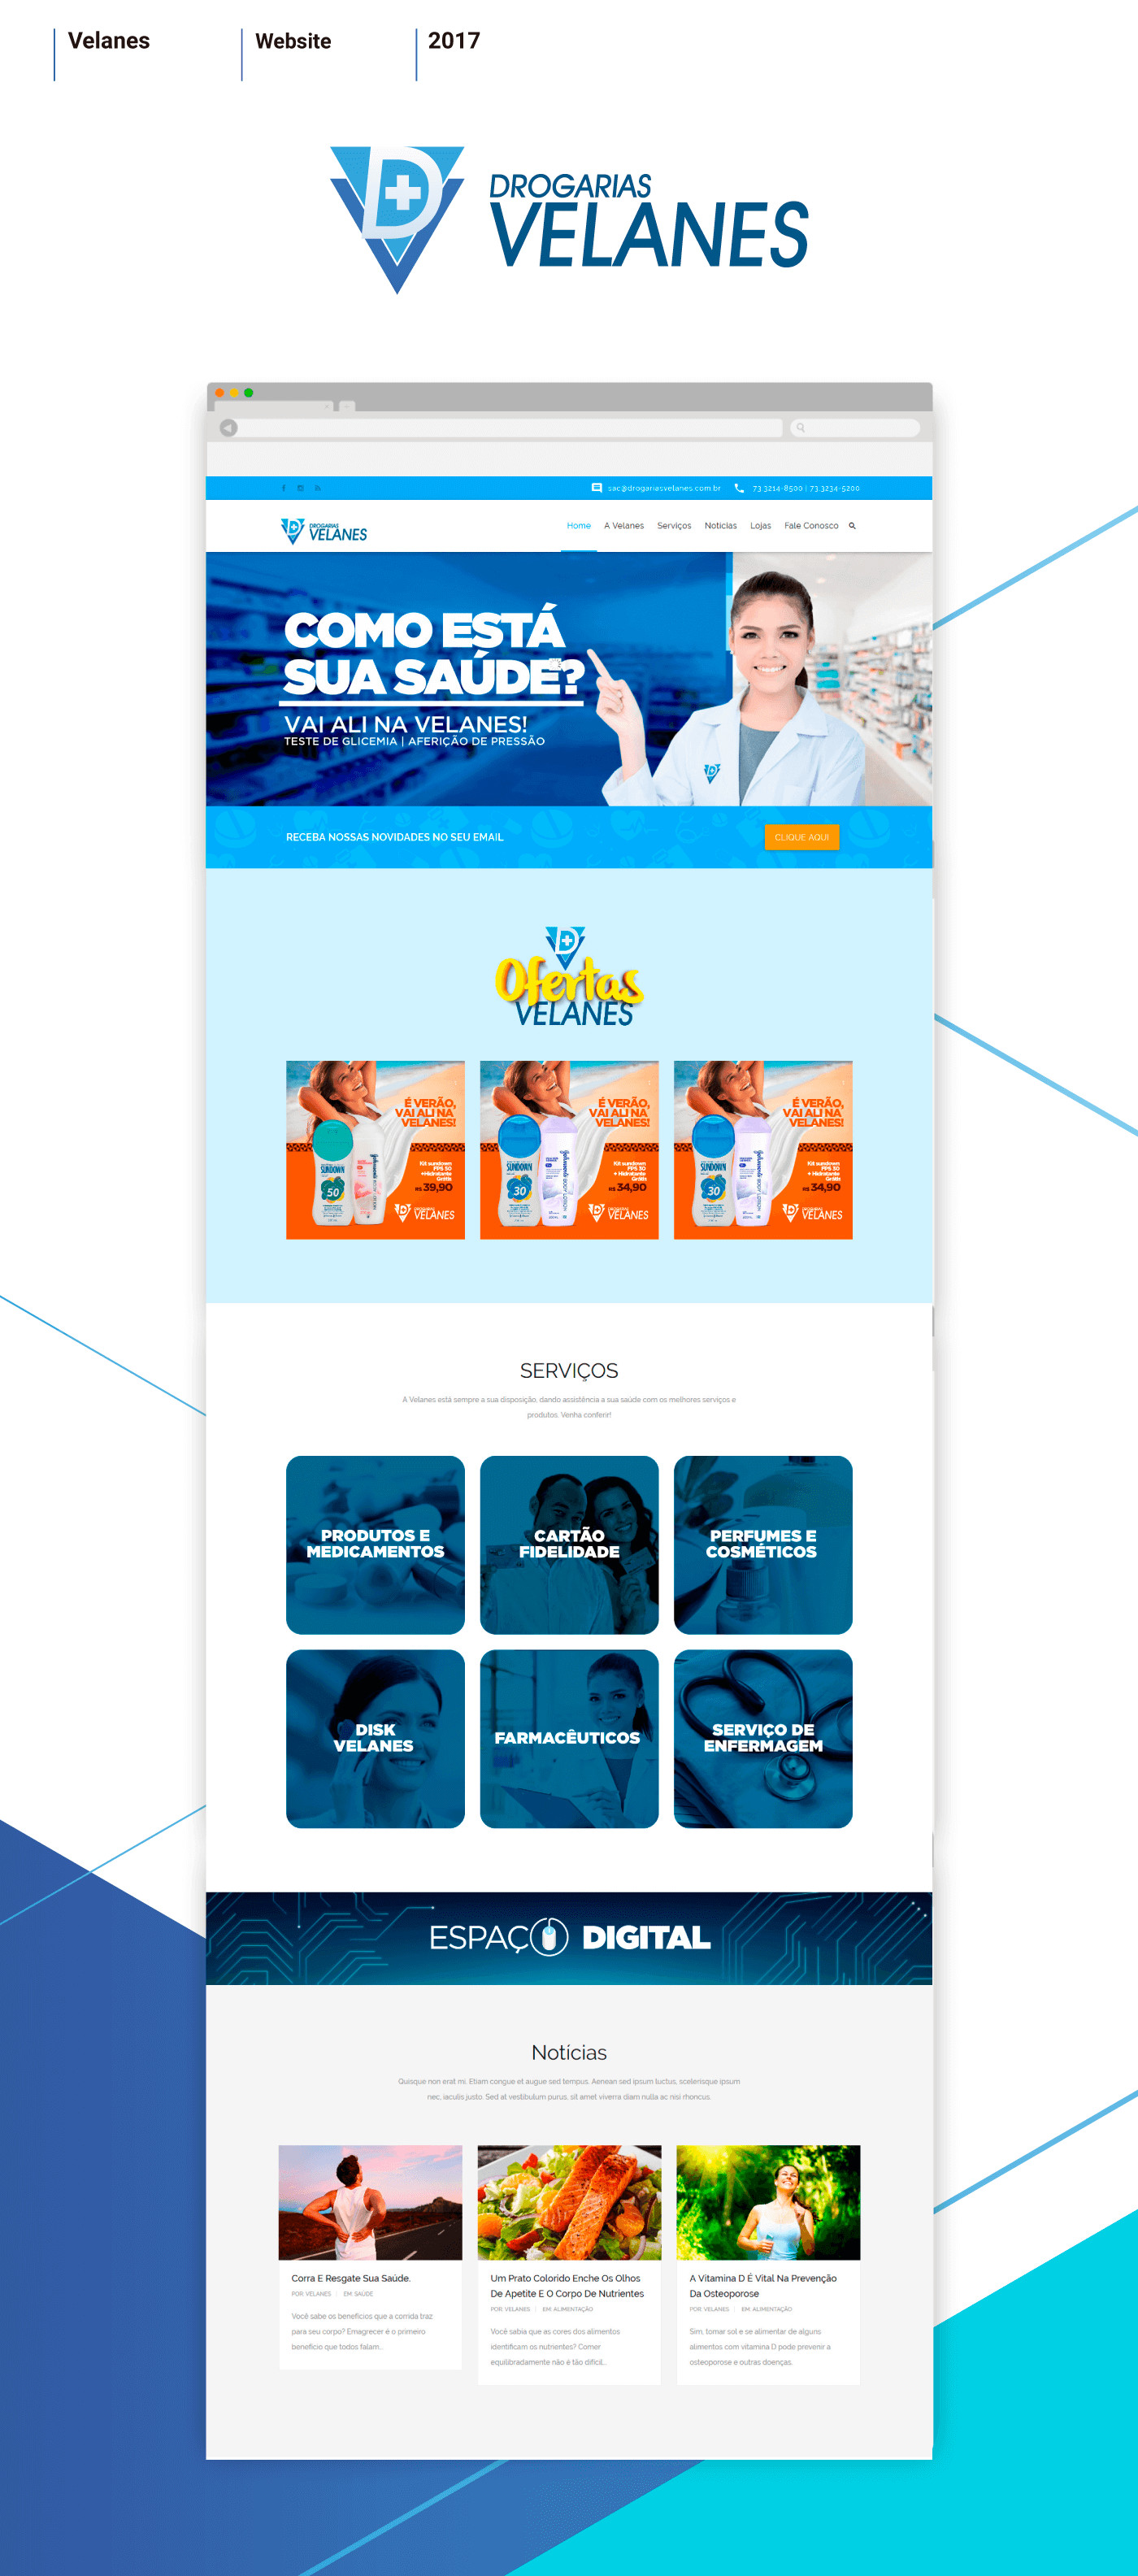 Velanes
Website
2017
DROGARIAS
VELANES
sac@drogariasvelanes.com.br
73 3214-8500 | 73.3234-5200
DROGARIAS
VELANES
Home
A Velanes
Serviços
Notícias
Lojas
Fale Conosco
COMO ESTÁ
SUA SAÚDE?
VAI ALI NA VELANES!
TESTE DE GLICEMIA | AFERIÇÃO DE PRESSÃO
RECEBA NOSSAS NOVIDADES NO SEU EMAIL
CLIQUE AQUI
Ofertas
VELANES
É VERÃO,
VAI ALI NA
VELANES!
SUNDOWN
50
Kit sundown
FPS 50
+Hidratante
Grátis
R$ 39,90
VELANES
É VERÃO,
VAI ALI NA
VELANES!
SUNDOWN
30
Johnson's BODY LOTION
Kit sundown
FPS 30
+Hidratante
Grátis
R$ 34,90
VELANES
É VERÃO,
VAI ALI NA
VELANES!
SUNDOWN
30
Johnson's BODY LOTION
Kit sundown
FPS 30
+Hidratante
Grátis
R$ 34,90
VELANES
SERVIÇOS
A Velanes está sempre a sua disposição, dando assistência a sua saúde com os melhores serviços e
produtos. Venha conferir!
PRODUTOS E
MEDICAMENTOS
CARTÃO
FIDELIDADE
PERFUMES E
COSMÉTICOS
DISK
VELANES
FARMACÊUTICOS
SERVIÇO DE
ENFERMAGEM
ESPAÇO DIGITAL
Notícias
Quisque non erat mi. Etiam congue et augue sed tempus. Aenean sed ipsum luctus, scelerisque ipsum
nec, iaculis justo. Sed at vestibulum purus, sit amet viverra diam nulla ac nisi rhoncus.
Corra E Resgate Sua Saúde.
POR: VELANES | EM: SAÚDE
Você sabe os benefícios que a corrida traz
para seu corpo? Emagrecer é o primeiro
benefício que todos falam...
Um Prato Colorido Enche Os Olhos
De Apetite E O Corpo De Nutrientes
POR: VELANES | EM: ALIMENTAÇÃO
Você sabia que as cores dos alimentos
identificam os nutrientes? Comer
equilibradamente não é tão difícil...
A Vitamina D É Vital Na Prevenção
Da Osteoporose
POR: VELANES | EM: ALIMENTAÇÃO
Sim, tomar sol e se alimentar de alguns
alimentos com vitamina D pode prevenir a
osteoporose e outras doenças.